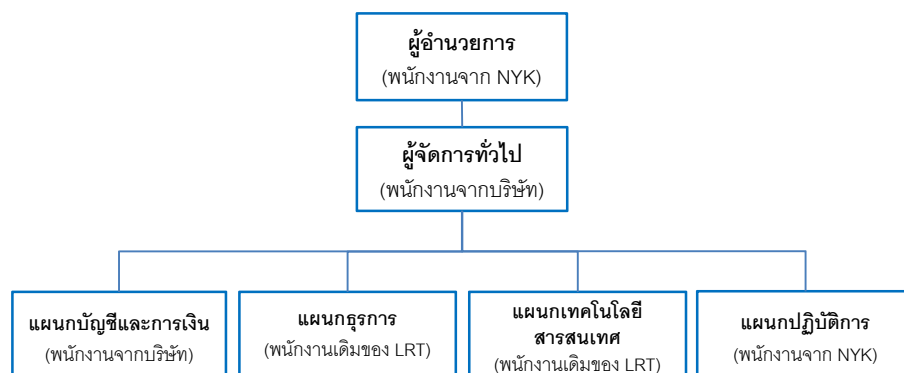 ผู้อำนวยการ
(พนักงานจาก NYK)
ผู้จัดการทั่วไป
(พนักงานจากบริษัท)
แผนกบัญชีและการเงิน
(พนักงานจากบริษัท)
แผนกธุรการ
(พนักงานเดิมของ LRT)
แผนกเทคโนโลยี
สารสนเทศ
(พนักงานเดิมของ LRT)
แผนกปฏิบัติการ
(พนักงานจาก NYK)